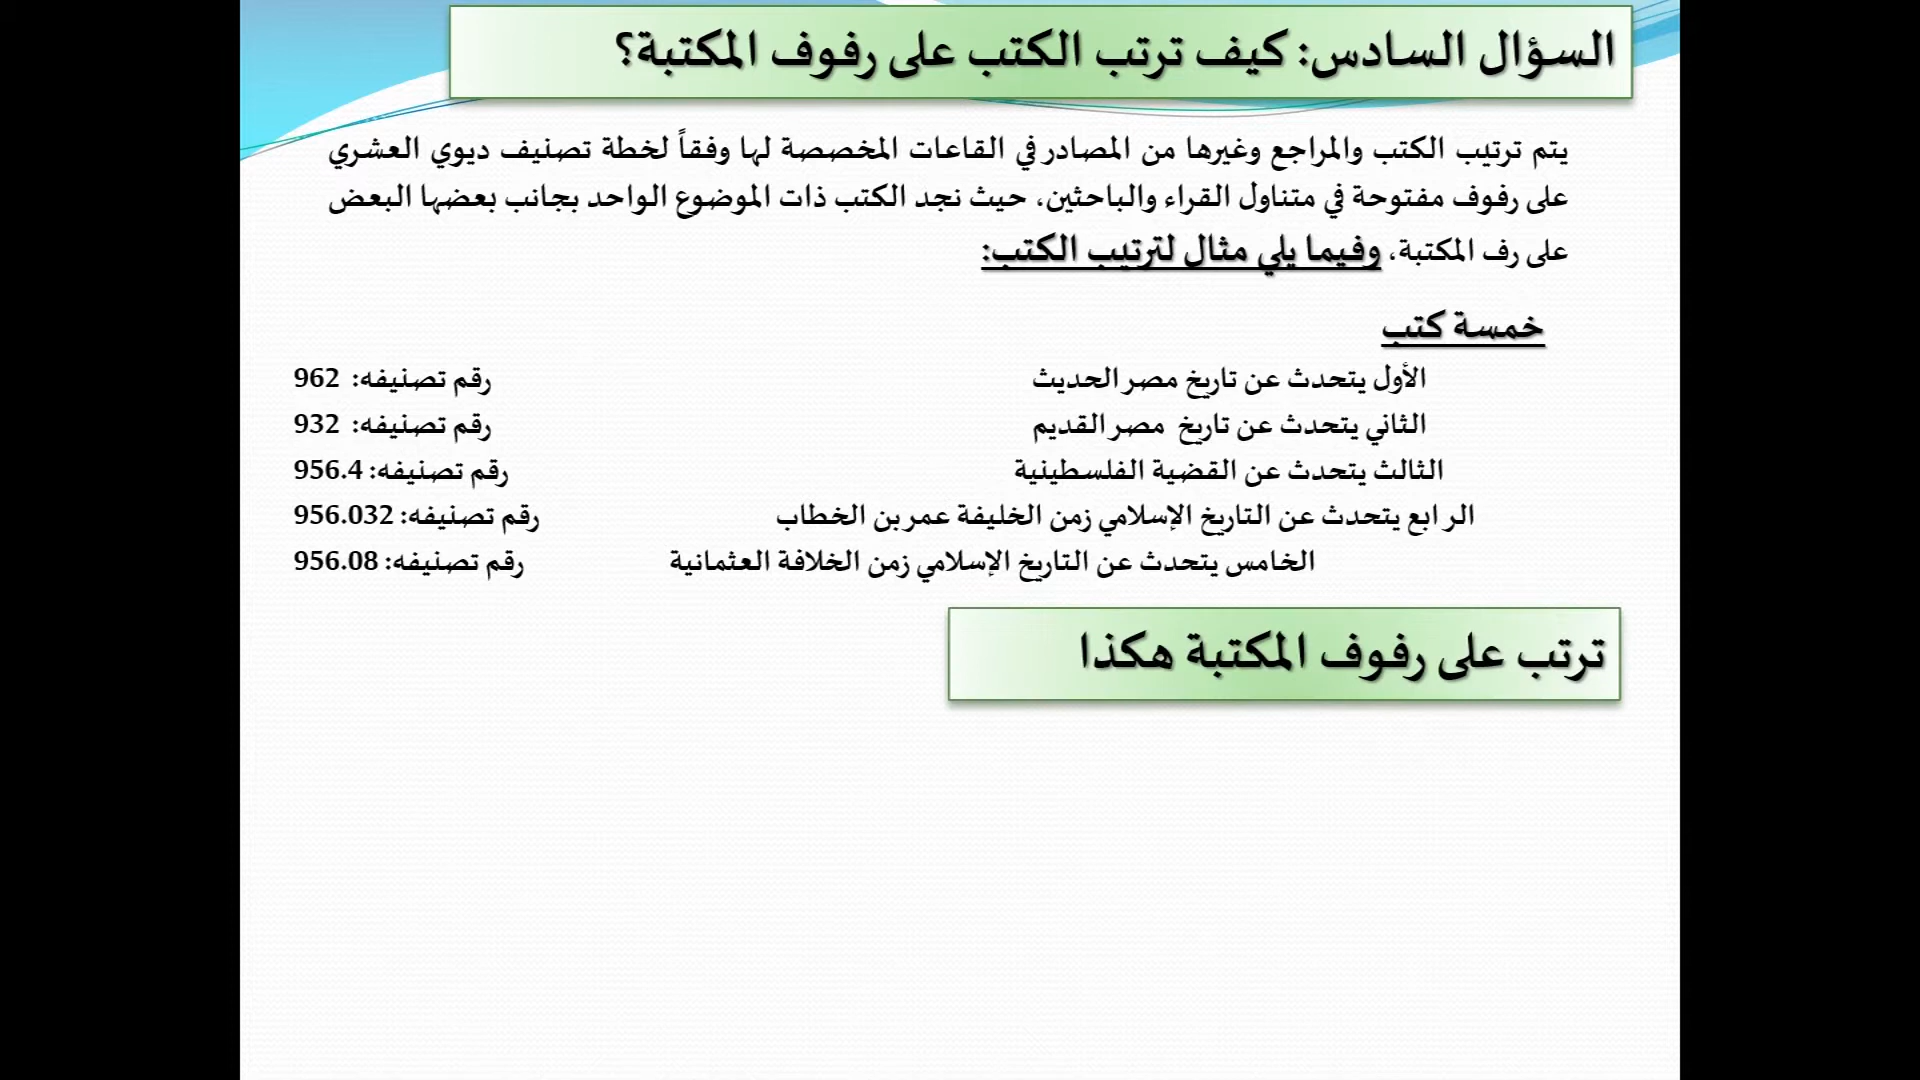 السؤال السادس: كيف ترتب الكتب على رفوف المكتبة؟
يتم ترتيب الكتب والمراجع وغيرها من المصادر في القاعات المخصصة لها وفقاً لخطة تصنيف ديوي العشري
على رفوف مفتوحة في متناول القراء والباحثين، حيث نجد الكتب ذات الموضوع الواحد بجانب بعضها البعض
على رف المكتبة، وفيما يلي مثال لترتيب الكتب:
خمسة كتب
الأول يتحدث عن تاريخ مصر الحديث رقم تصنيفه: 962
الثاني يتحدث عن تاريخ مصر القديم رقم تصنيفه: 932
الثالث يتحدث عن القضية الفلسطينية رقم تصنيفه: 956.4
الرابع يتحدث عن التاريخ الإسلامي زمن الخليفة عمر بن الخطاب رقم تصنيفه: 956.032
الخامس يتحدث عن التاريخ الإسلامي زمن الخلافة العثمانية رقم تصنيفه: 956.08
ترتب على رفوف المكتبة هكذا